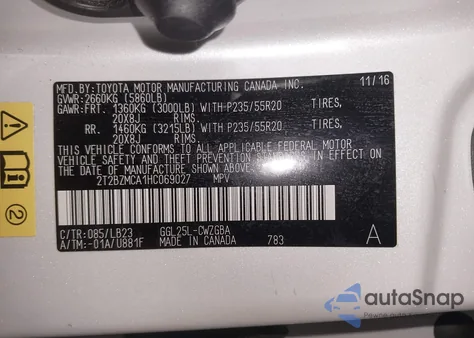 MFD.BY:TOYOTA MOTOR MANUFACTURING CANADA INC. 11/16
GVWR:2660KG (5860LB)
GAWR:FRT. 1360KG (3000LB) WITH P235/55R20 TIRES,
20X8J
RR. 1460KG (3215LB) WITH P235/55R20 TIRES,
20X8J
THIS VEHICLE CONFORMS TO ALL APPLICABLE FEDERAL MOTOR
VEHICLE SAFETY AND THEFT PREVENTION STANDARDS IN EFFECT ON
THE DATE OF MANUFACTURE SHOWN ABOVE.
2T2BZMCA1HC069027 MPV
C/TR:085/LB23 GGL25L-CWZGBA
A/TM:-01A/U881F MADE IN CANADA 783 A
2
autoSnap